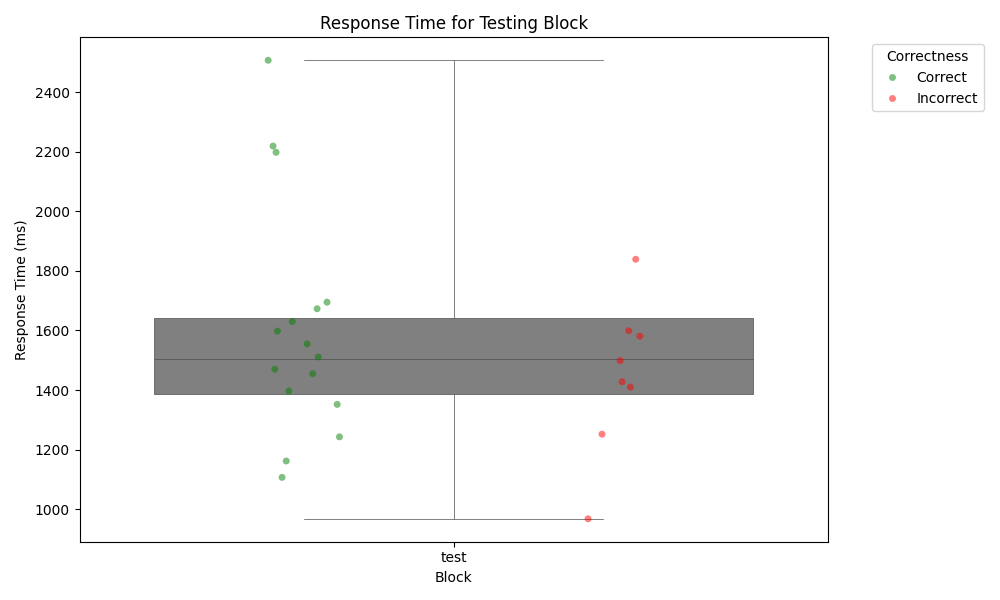 Response Time for Testing Block
Correctness
Correct
Incorrect
Response Time (ms)
2400
2200
2000
1800
1600
1400
1200
1000
test
Block